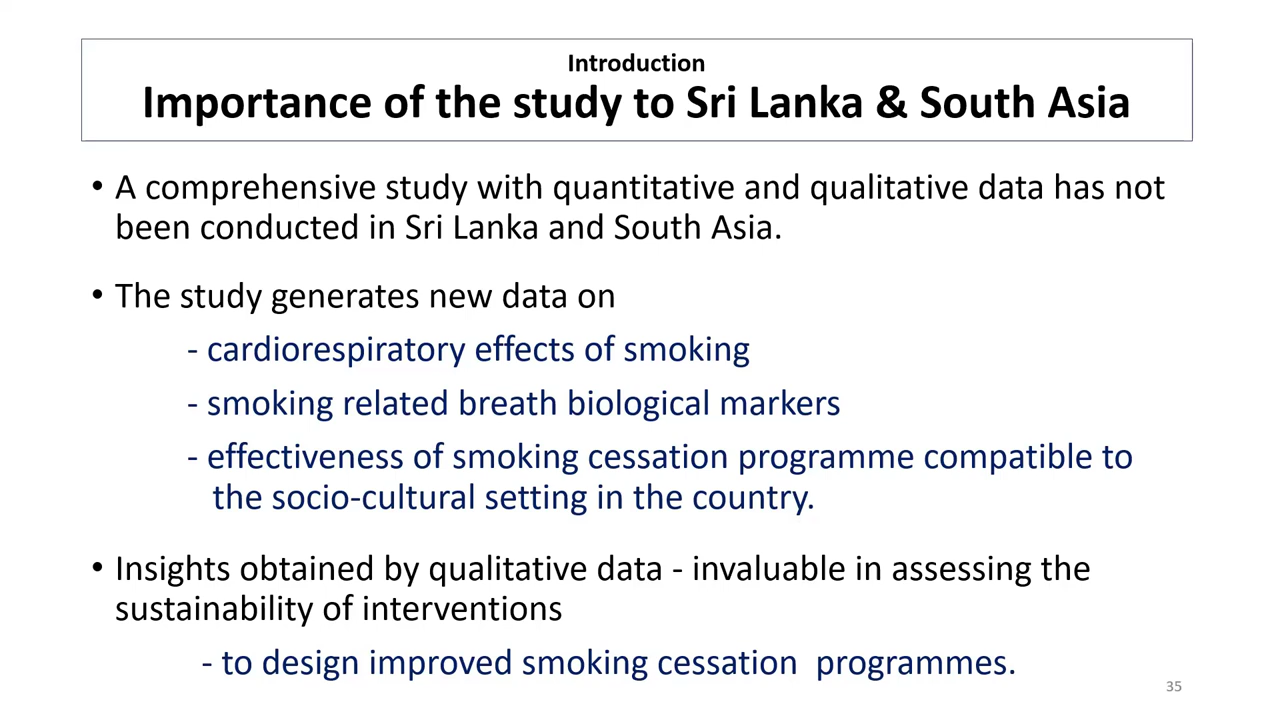 Introduction
Importance of the study to Sri Lanka & South Asia
• A comprehensive study with quantitative and qualitative data has not
been conducted in Sri Lanka and South Asia.
• The study generates new data on
- cardiorespiratory effects of smoking
- smoking related breath biological markers
- effectiveness of smoking cessation programme compatible to
the socio-cultural setting in the country.
• Insights obtained by qualitative data - invaluable in assessing the
sustainability of interventions
- to design improved smoking cessation  programmes.
35